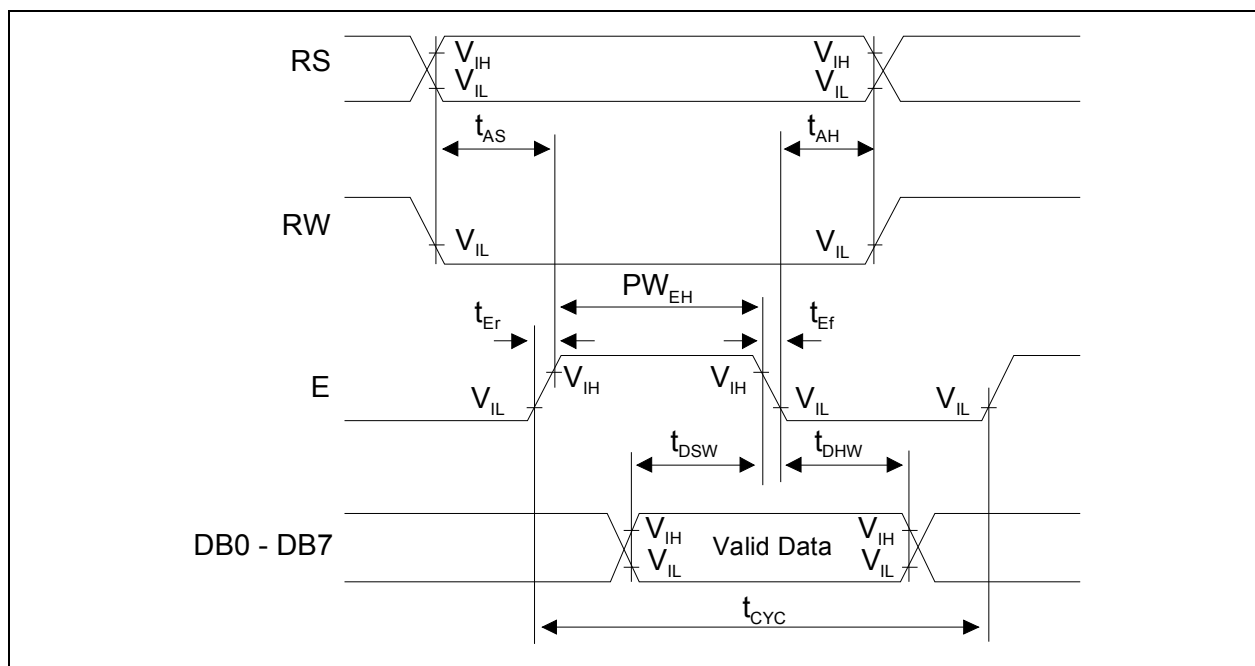 RS
V_IH
V_IL
V_IH
V_IL
t_AS
t_AH
RW
V_IL
V_IL
PW_EH
t_Er
t_Ef
E
V_IH
V_IH
V_IL
V_IL
V_IL
t_DSW
t_DHW
DB0 - DB7
V_IH
V_IL
Valid Data
V_IH
V_IL
t_CYC